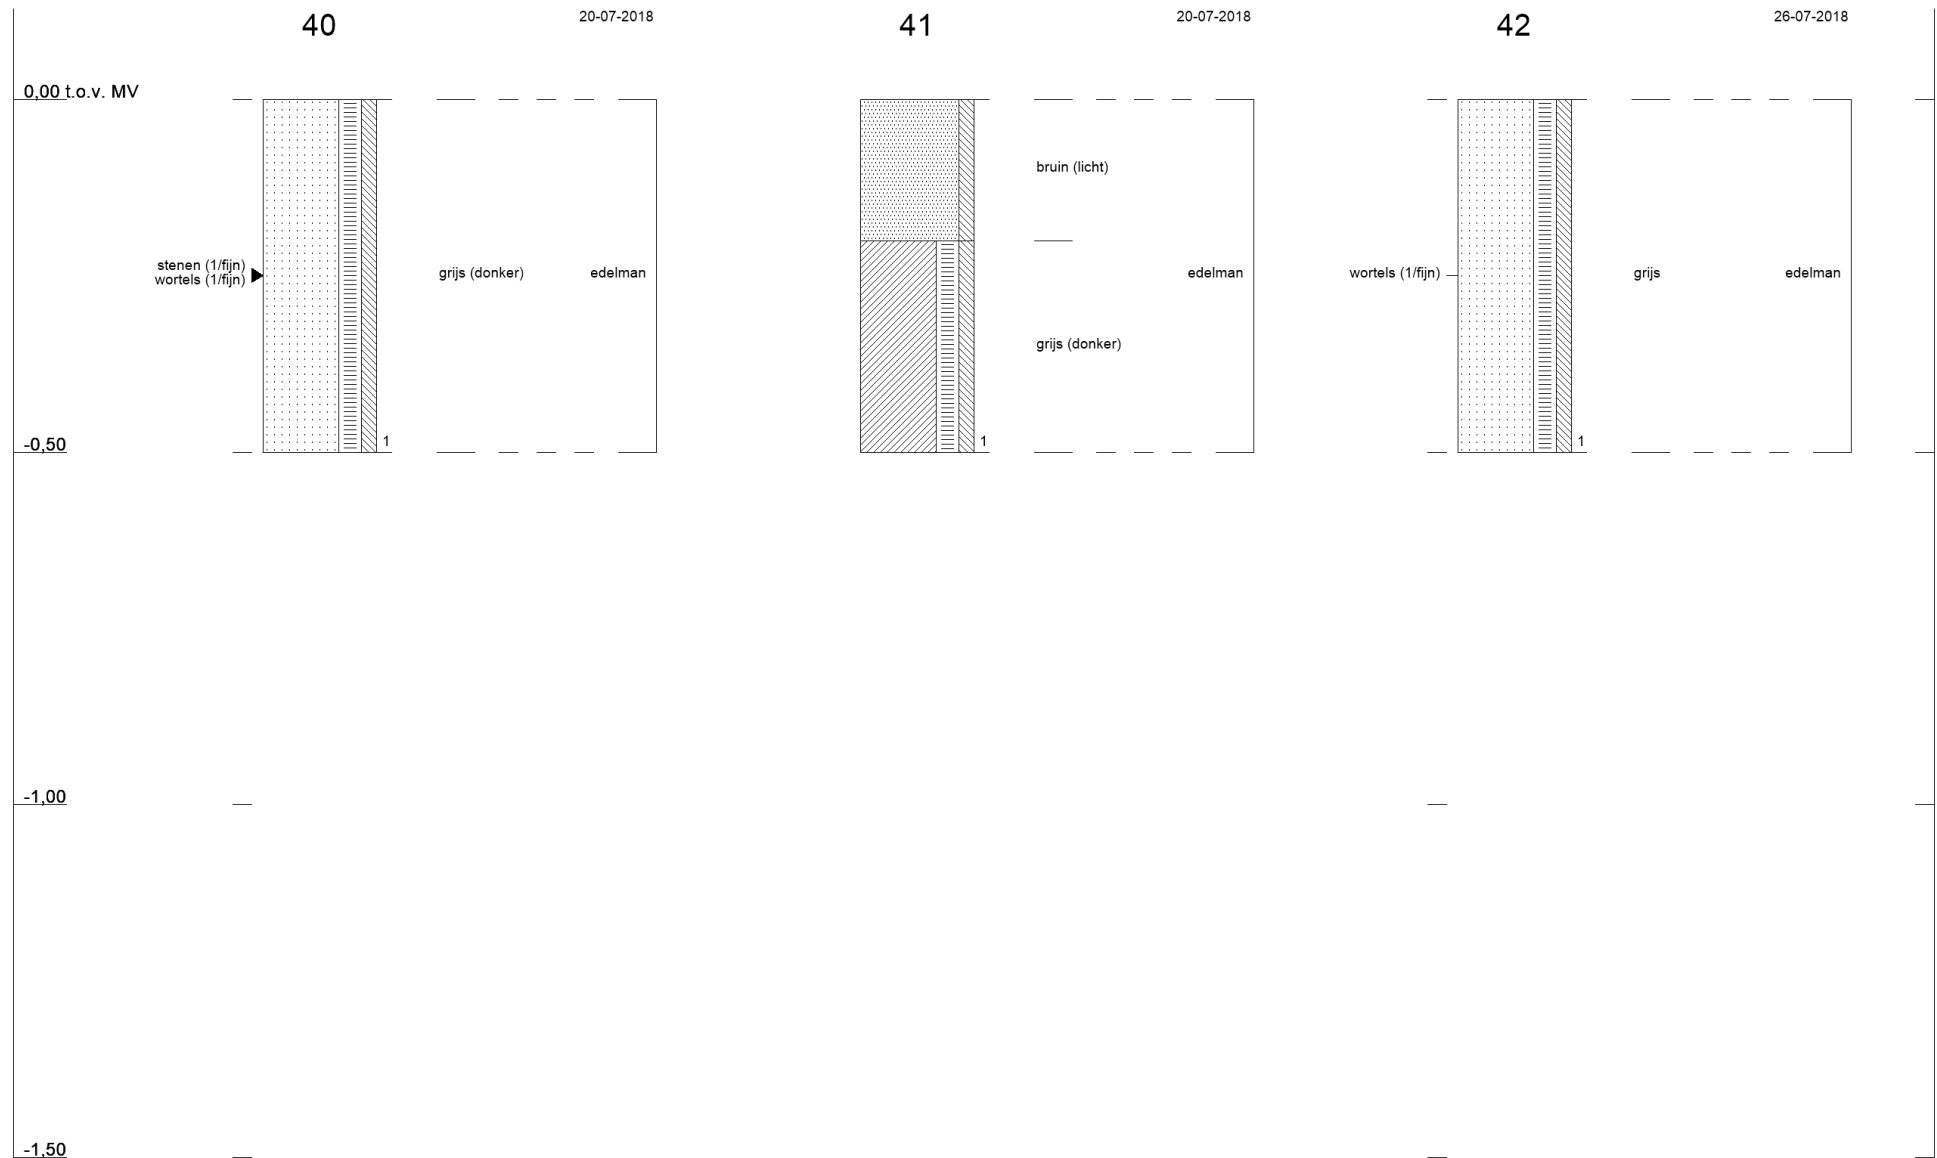 40
20-07-2018
41
20-07-2018
42
26-07-2018
0,00 t.o.v. MV
bruin (licht)
stenen (1/fijn)
wortels (1/fijn)
grijs (donker)
edelman
edelman
wortels (1/fijn)
grijs
edelman
grijs (donker)
-0,50
1
1
1
-1,00
-1,50